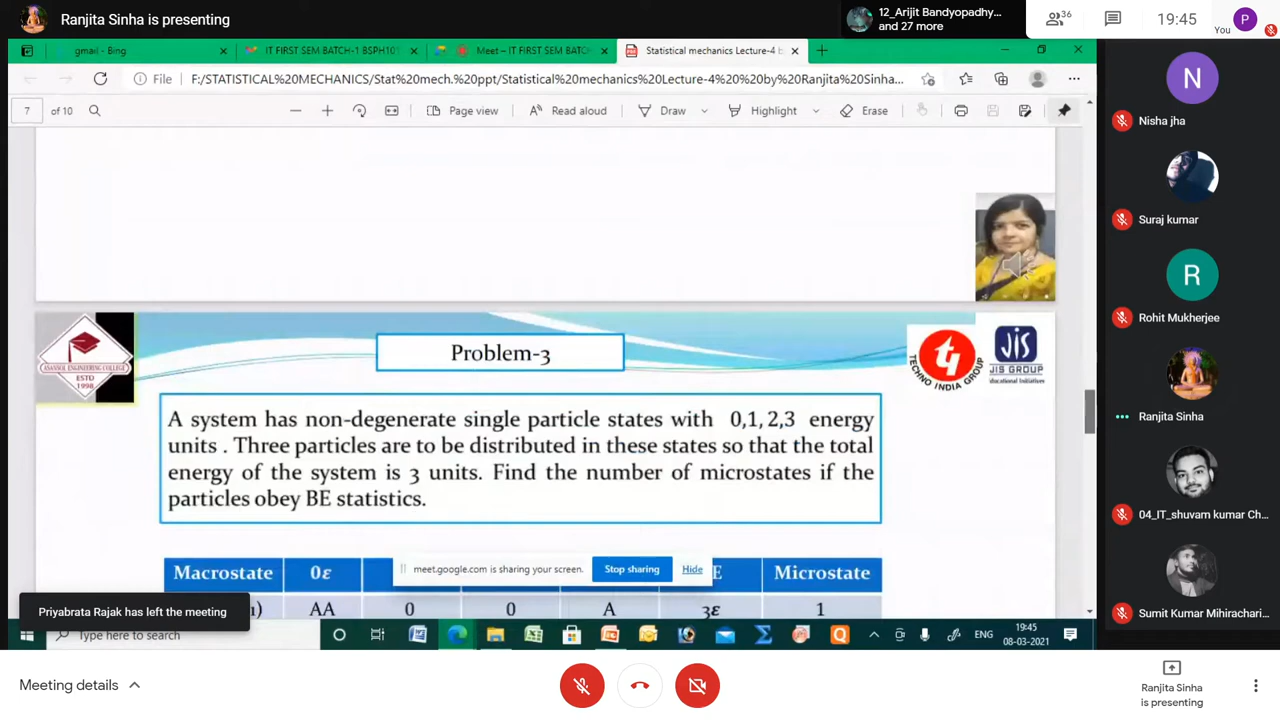 Ranjita Sinha is presenting
12_Arijit Bandyopadhy...
and 27 more
36
19:45
You
P
gmail - Bing
IT FIRST SEM BATCH-1 BSPH10
Meet – IT FIRST SEM BATCH
Statistical mechanics Lecture-4 b
File
F:/STATISTICAL%20MECHANICS/Stat%20mech.%20ppt/Statistical%20mechanics%20Lecture-4%20%20by%20Ranjita%20Sinha...
7 of 10
Page view
Read aloud
Draw
Highlight
Erase
N
Nisha jha
Suraj kumar
R
Rohit Mukherjee
Ranjita Sinha
04_IT_shuvam kumar Ch...
Sumit Kumar Mihirachari...
ASANSOL ENGINEERING COLLEGE
ESTD
1998
Problem-3
TECHNO INDIA GROUP
JIS
JIS GROUP
Educational Initiatives
A system has non-degenerate single particle states with 0,1, 2,3 energy
units . Three particles are to be distributed in these states so that the total
energy of the system is 3 units. Find the number of microstates if the
particles obey BE statistics.
Macrostate 0ε E Microstate
AA 0 0 A 3ε 1
meet.google.com is sharing your screen.
Stop sharing
Hide
Priyabrata Rajak has left the meeting
Type here to search
ENG
19:45
08-03-2021
Meeting details
Ranjita Sinha
is presenting